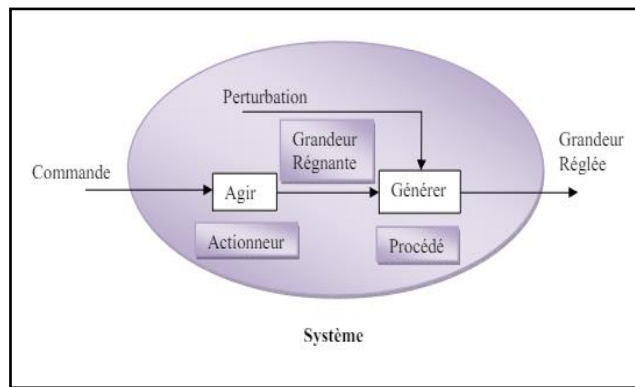 Perturbation
Grandeur
Régnante
Grandeur
Réglée
Commande
Agir
Générer
Actionneur
Procédé
Système